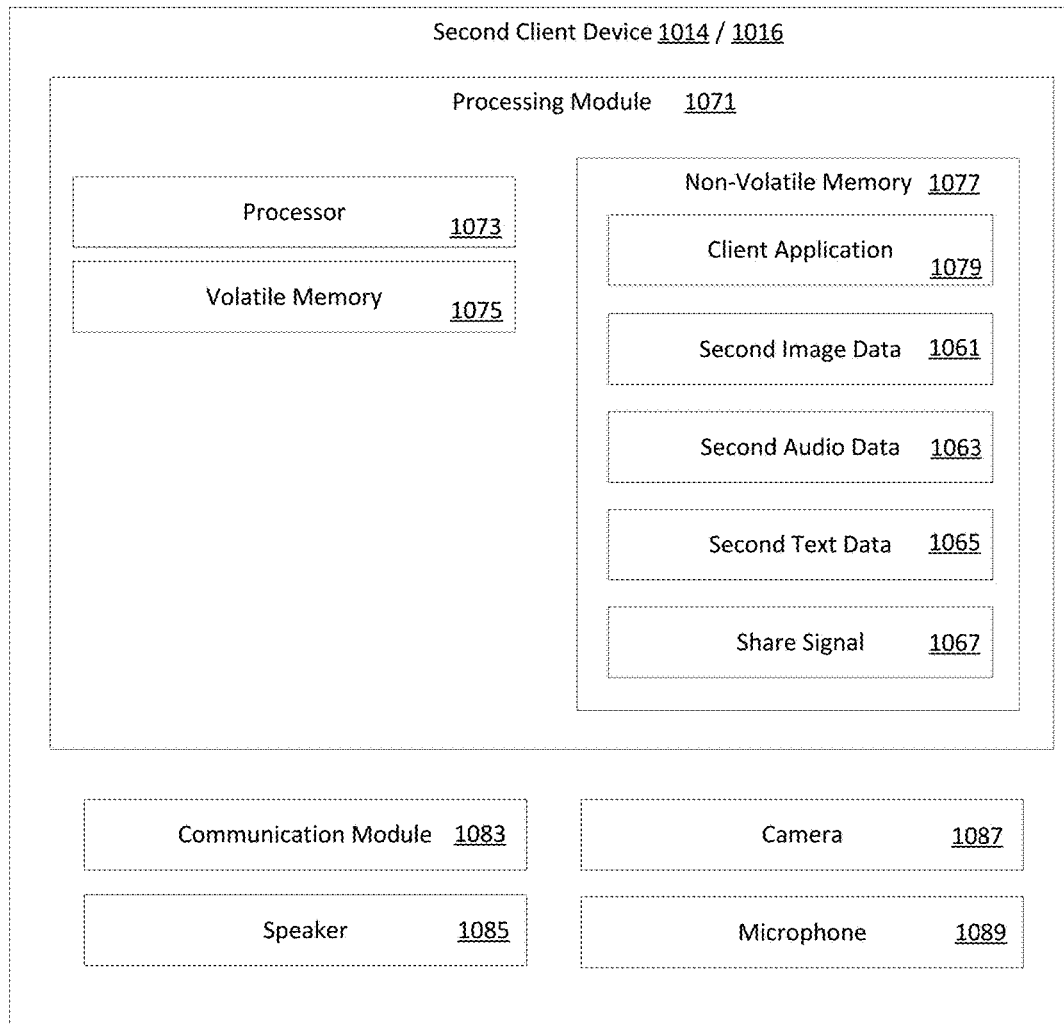 Second Client Device 1014 / 1016
Processing Module 1071
Processor 1073
Volatile Memory 1075
Non-Volatile Memory 1077
Client Application 1079
Second Image Data 1061
Second Audio Data 1063
Second Text Data 1065
Share Signal 1067
Communication Module 1083
Camera 1087
Speaker 1085
Microphone 1089